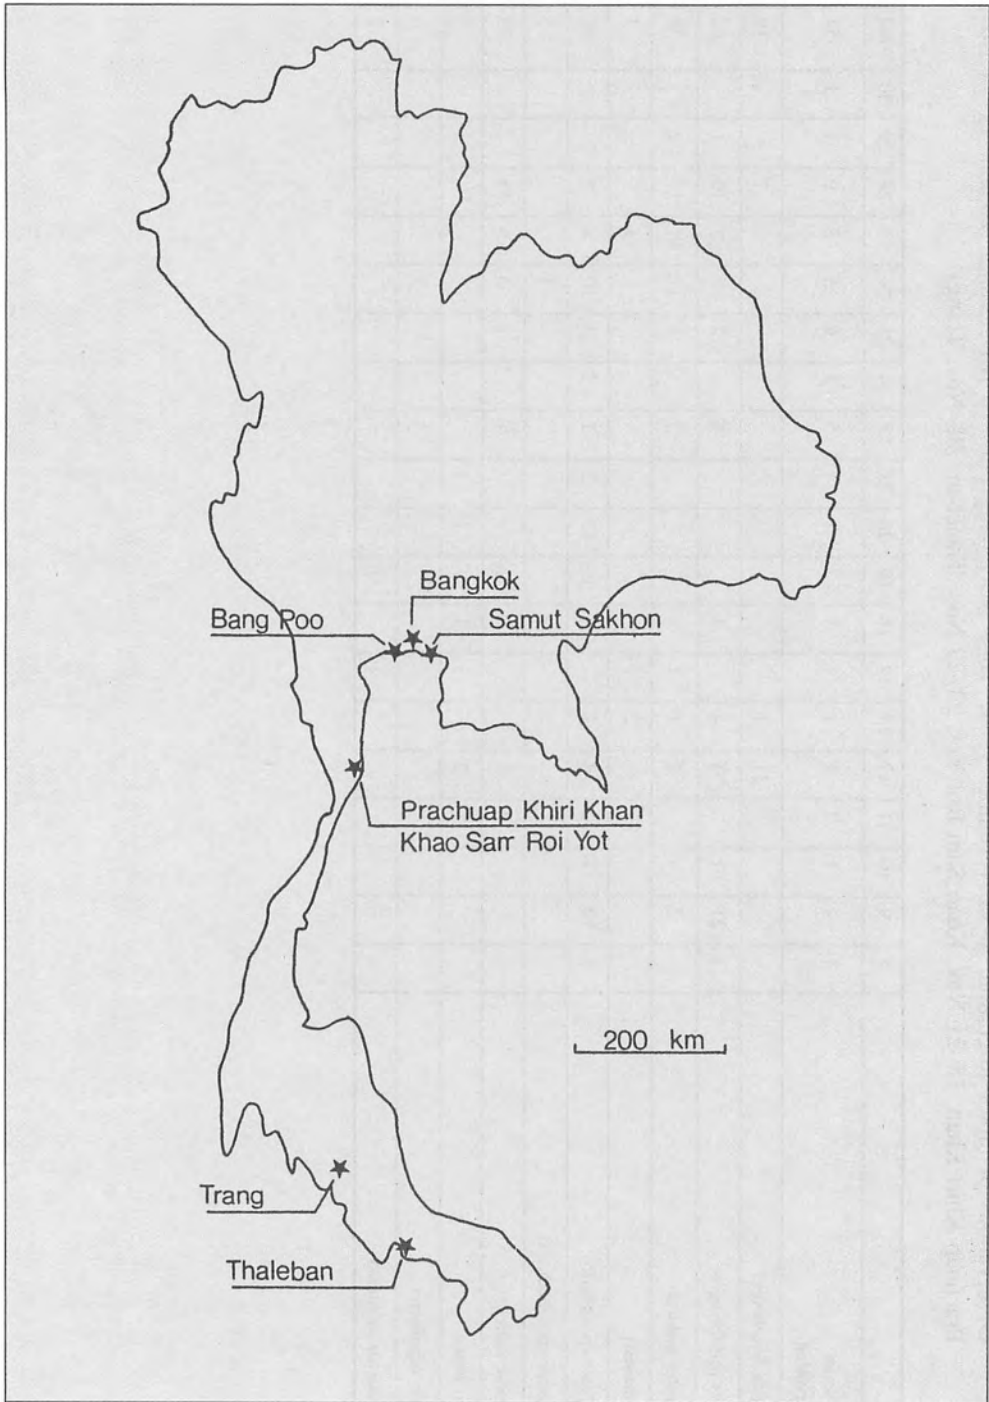 Bangkok
Bang Poo
Samut Sakhon
Prachuap Khiri Khan
Khao Sam Roi Yot
200 km
Trang
Thaleban